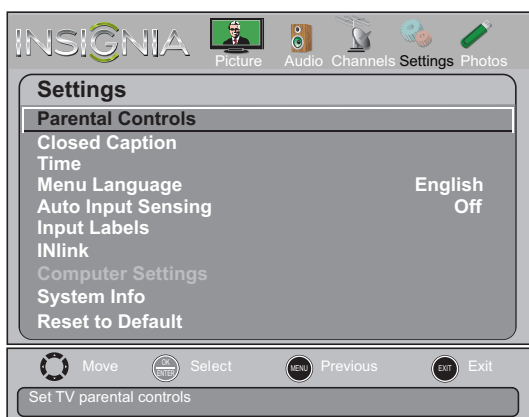 INSIGNIA
Picture Audio Channels Settings Photos
Settings
Parental Controls
Closed Caption
Time
Menu Language English
Auto Input Sensing Off
Input Labels
INlink
Computer Settings
System Info
Reset to Default
Move OK ENTER Select MENU Previous EXIT Exit
Set TV parental controls